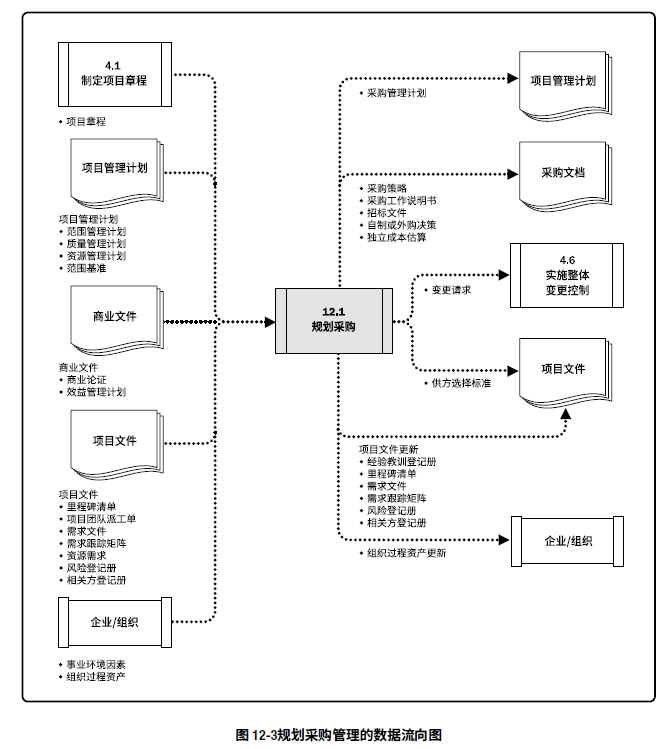 4.1
制定项目章程
• 项目章程
项目管理计划
项目管理计划
• 范围管理计划
• 质量管理计划
• 资源管理计划
• 范围基准
商业文件
商业文件
• 商业论证
• 效益管理计划
项目文件
项目文件
• 里程碑清单
• 项目团队派工单
• 需求文件
• 需求跟踪矩阵
• 资源需求
• 风险登记册
• 相关方登记册
企业/组织
• 事业环境因素
• 组织过程资产
12.1
规划采购
项目管理计划
• 采购管理计划
采购文档
• 采购策略
• 采购工作说明书
• 招标文件
• 自制或外购决策
• 独立成本估算
4.6
实施整体
变更控制
• 变更请求
项目文件
• 供方选择标准
项目文件更新
• 经验教训登记册
• 里程碑清单
• 需求文件
• 需求跟踪矩阵
• 风险登记册
• 相关方登记册
企业/组织
• 组织过程资产更新
图 12-3规划采购管理的数据流向图